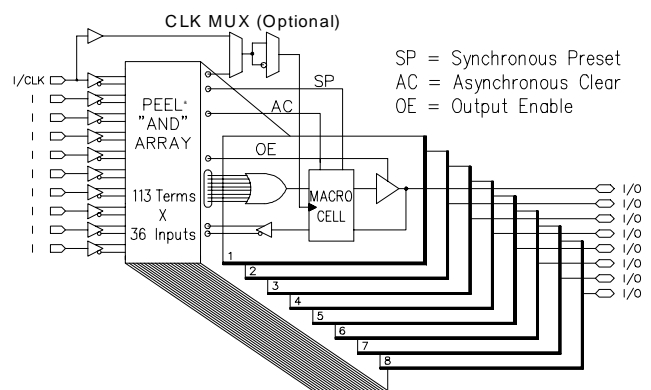 CLK MUX (Optional)
SP = Synchronous Preset
AC = Asynchronous Clear
OE = Output Enable
I/CLK
I
I
I
I
I
I
I
I
I
PEEL
"AND"
ARRAY
113 Terms
X
36 Inputs
SP
AC
OE
MACRO
CELL
I/O
I/O
I/O
I/O
I/O
I/O
I/O
I/O
1
2
3
4
5
6
7
8